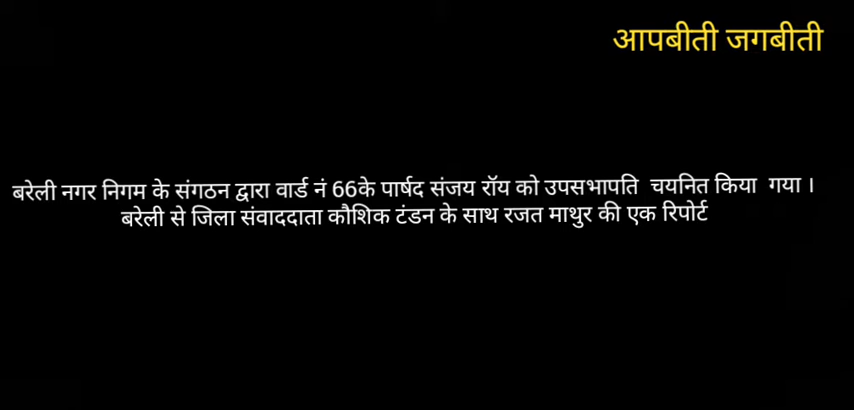 आपबीती जगबीती
बरेली नगर निगम के संगठन द्वारा वार्ड नं 66के पार्षद संजय रॉय को उपसभापति चयनित किया गया ।
बरेली से जिला संवाददाता कौशिक टंडन के साथ रजत माथुर की एक रिपोर्ट